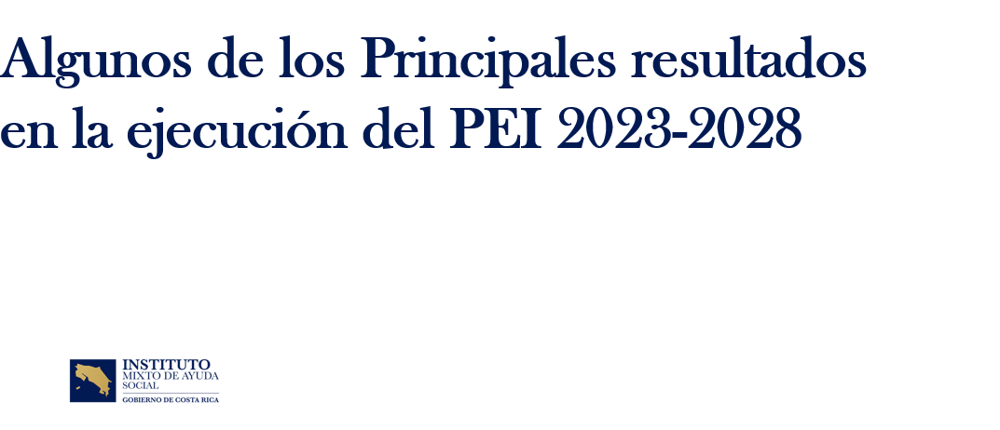 Algunos de los Principales resultados
en la ejecución del PEI 2023-2028
INSTITUTO
MIXTO DE AYUDA
SOCIAL
GOBIERNO DE COSTA RICA